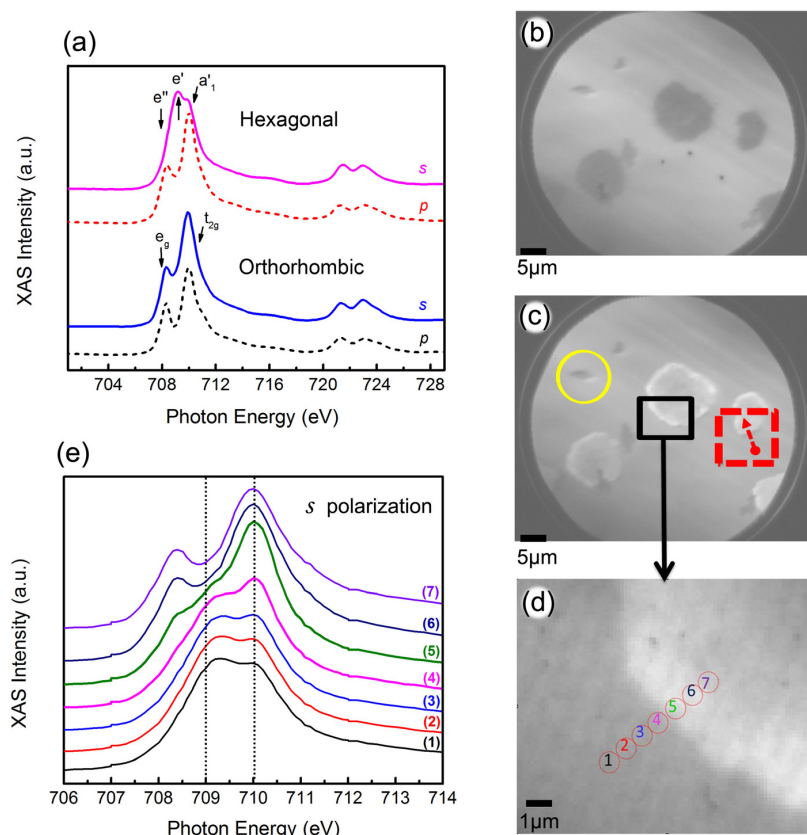 (a)
e''
e'
a'₁
Hexagonal
s
p
e_g
t_2g
Orthorhombic
s
p
XAS Intensity (a.u.)
704 708 712 716 720 724 728
Photon Energy (eV)
(b)
5μm
(c)
5μm
(e)
s polarization
(7)
(6)
(5)
(4)
(3)
(2)
(1)
XAS Intensity (a.u.)
706 707 708 709 710 711 712 713 714
Photon Energy (eV)
(d)
1 2 3 4 5 6 7
1μm